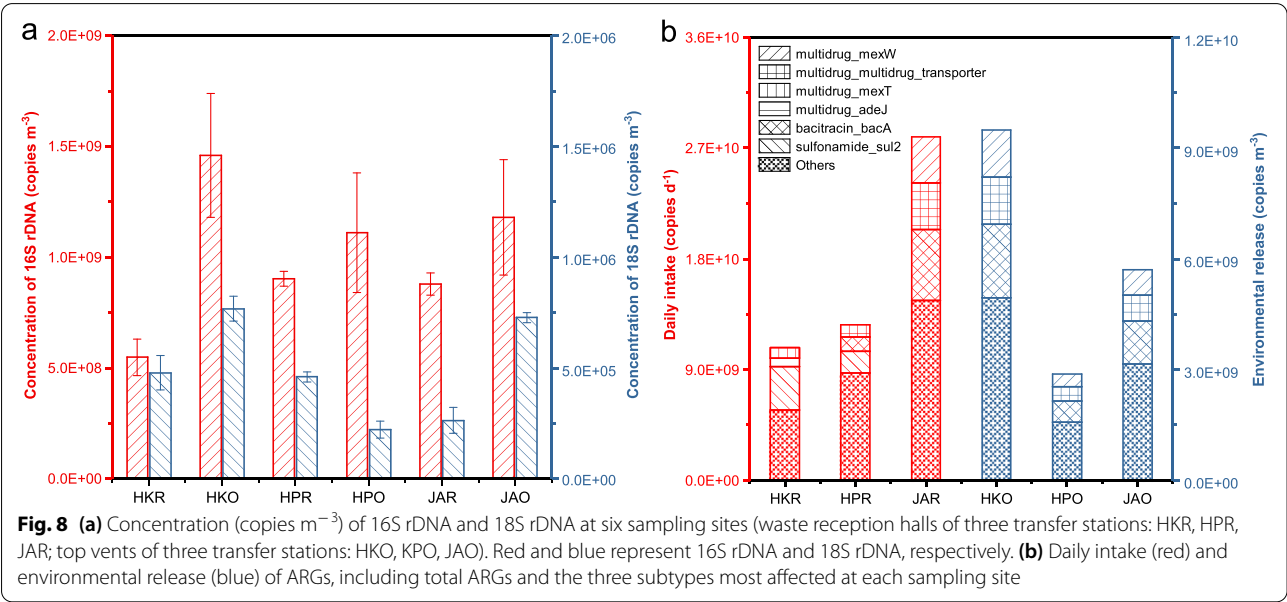 a
2.0E+09
1.5E+09
1.0E+09
5.0E+08
0.0E+00
Concentration of 16S rDNA (copies m-3)
2.0E+06
1.5E+06
1.0E+06
5.0E+05
0.0E+00
Concentration of 18S rDNA (copies m-3)
HKR HKO HPR HPO JAR JAO
b
3.6E+10
2.7E+10
1.8E+10
9.0E+09
0.0E+00
Daily intake (copies d-1)
multidrug_mexW
multidrug_multidrug_transporter
multidrug_mexT
multidrug_adeJ
bacitracin_bacA
sulfonamide_sul2
Others
1.2E+10
9.0E+09
6.0E+09
3.0E+09
0.0E+00
Environmental release (copies m-3)
HKR HPR JAR HKO HPO JAO
Fig. 8 (a) Concentration (copies m−3) of 16S rDNA and 18S rDNA at six sampling sites (waste reception halls of three transfer stations: HKR, HPR,
JAR; top vents of three transfer stations: HKO, KPO, JAO). Red and blue represent 16S rDNA and 18S rDNA, respectively. (b) Daily intake (red) and
environmental release (blue) of ARGs, including total ARGs and the three subtypes most affected at each sampling site